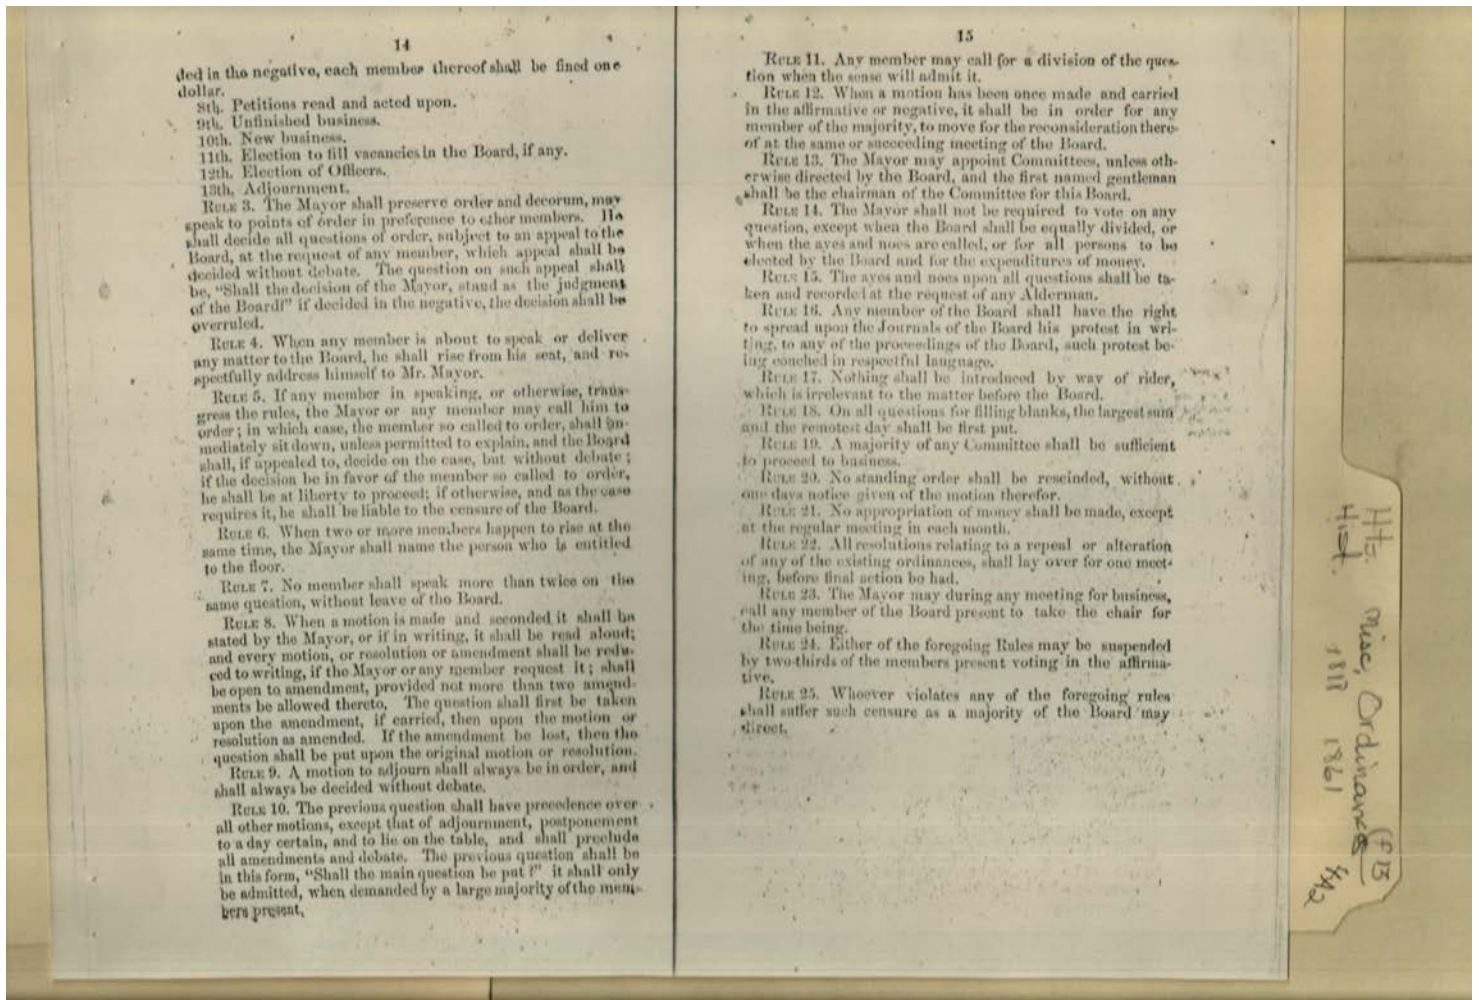 14
ded in the negative, each member thereof shall be fined one
dollar.
8th. Petitions read and acted upon.
9th. Unfinished business.
10th. New business.
11th. Election to fill vacancies in the Board, if any.
12th. Election of Officers.
13th. Adjournment.
RULE 3. The Mayor shall preserve order and decorum, may
speak to points of order in preference to other members. He
shall decide all questions of order, subject to an appeal to the
Board, at the request of any member, which appeal shall be
decided without debate. The question on such appeal shall
be, "Shall the decision of the Mayor, stand as the judgment
of the Board?" if decided in the negative, the decision shall be
overruled.
RULE 4. When any member is about to speak or deliver
any matter to the Board, he shall rise from his seat, and re-
spectfully address himself to Mr. Mayor.
RULE 5. If any member in speaking, or otherwise, trans-
gress the rules, the Mayor or any member may call him to
order; in which case, the member so called to order, shall im-
mediately sit down, unless permitted to explain, and the Board
shall, if appealed to, decide on the case, but without debate;
if the decision be in favor of the member so called to order,
he shall be at liberty to proceed; if otherwise, and as the case
requires it, he shall be liable to the censure of the Board.
RULE 6. When two or more members happen to rise at the
same time, the Mayor shall name the person who is entitled
to the floor.
RULE 7. No member shall speak more than twice on the
same question, without leave of the Board.
RULE 8. When a motion is made and seconded it shall be
stated by the Mayor, or if in writing, it shall be read aloud;
and every motion, or resolution or amendment shall be redu-
ced to writing, if the Mayor or any member request it; shall
be open to amendment, provided not more than two amend-
ments be allowed thereto. The question shall first be taken
upon the amendment, if carried, then upon the motion or
resolution as amended. If the amendment be lost, then the
question shall be put upon the original motion or resolution.
RULE 9. A motion to adjourn shall always be in order, and
shall always be decided without debate.
RULE 10. The previous question shall have precedence over
all other motions, except that of adjournment, postponement
to a day certain, and to lie on the table, and shall preclude
all amendments and debate. The previous question shall be
in this form, "Shall the main question be put?" it shall only
be admitted, when demanded by a large majority of the mem-
bers present,
15
RULE 11. Any member may call for a division of the ques-
tion when the sense will admit it.
RULE 12. When a motion has been once made and carried
in the affirmative or negative, it shall be in order for any
member of the majority, to move for the reconsideration there-
of at the same or succeeding meeting of the Board.
RULE 13. The Mayor may appoint Committees, unless oth-
erwise directed by the Board, and the first named gentleman
shall be the chairman of the Committee for this Board.
RULE 14. The Mayor shall not be required to vote on any
question, except when the Board shall be equally divided, or
when the ayes and noes are called, or for all persons to be
elected by the Board and for the expenditures of money.
RULE 15. The ayes and noes upon all questions shall be ta-
ken and recorded at the request of any Alderman.
RULE 16. Any member of the Board shall have the right
to spread upon the Journals of the Board his protest in wri-
ting, to any of the proceedings of the Board, such protest be-
ing couched in respectful language.
RULE 17. Nothing shall be introduced by way of rider,
which is irrelevant to the matter before the Board.
RULE 18. On all questions for filling blanks, the largest sum
and the remotest day shall be first put.
RULE 19. A majority of any Committee shall be sufficient
to proceed to business.
RULE 20. No standing order shall be rescinded, without
one days notice given of the motion therefor.
RULE 21. No appropriation of money shall be made, except
at the regular meeting in each month.
RULE 22. All resolutions relating to a repeal or alteration
of any of the existing ordinances, shall lay over for one meet-
ing, before final action be had.
RULE 23. The Mayor may during any meeting for business,
call any member of the Board present to take the chair for
the time being.
RULE 24. Either of the foregoing Rules may be suspended
by two-thirds of the members present voting in the affirma-
tive.
RULE 25. Whoever violates any of the foregoing rules
shall suffer such censure as a majority of the Board may
direct.
Hist. Misc. Ordinances
Hist. 1818 1861